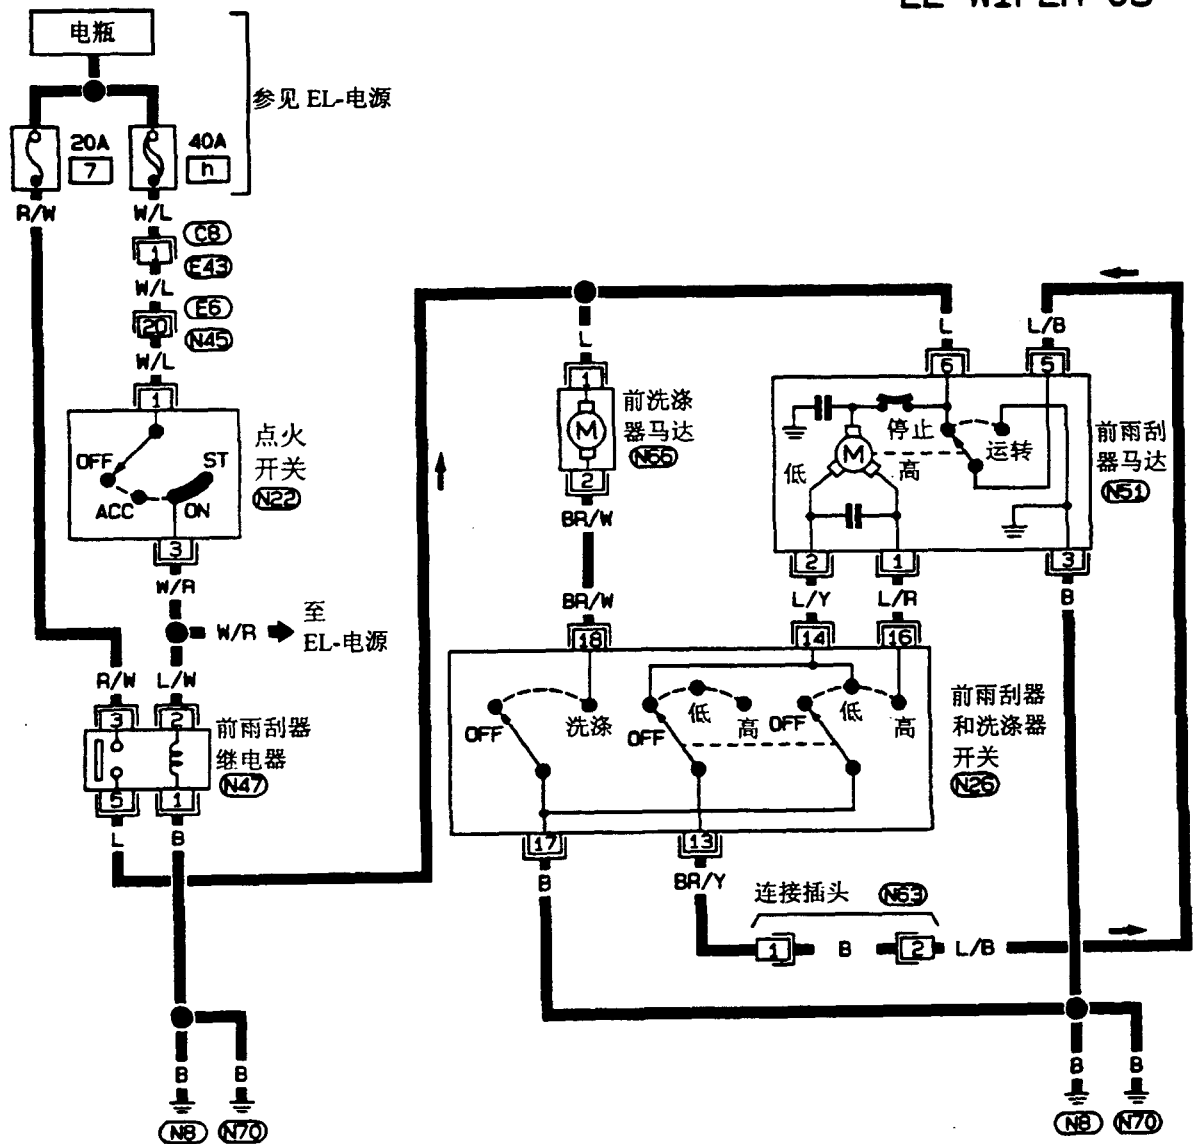 电瓶
参见 EL-电源
20A
7
40A
h
R/W
W/L
C8
1
E43
W/L
E6
20
N45
W/L
1
点火
开关
N22
OFF
ST
ACC
ON
3
W/R
W/R
至
EL-电源
R/W
L/W
3
2
前雨刮器
继电器
N47
5
1
L
B
B
B
N8
N70
L
1
前洗涤
器马达
N66
M
2
BR/W
BR/W
18
L
L/B
6
5
停止
运转
M
低
高
前雨刮
器马达
N51
2
1
3
L/Y
L/R
B
14
16
OFF
洗涤
OFF
低
高
OFF
低
高
前雨刮器
和洗涤器
开关
N26
17
13
B
BR/Y
连接插头
N63
1
B
2
L/B
B
B
N8
N70